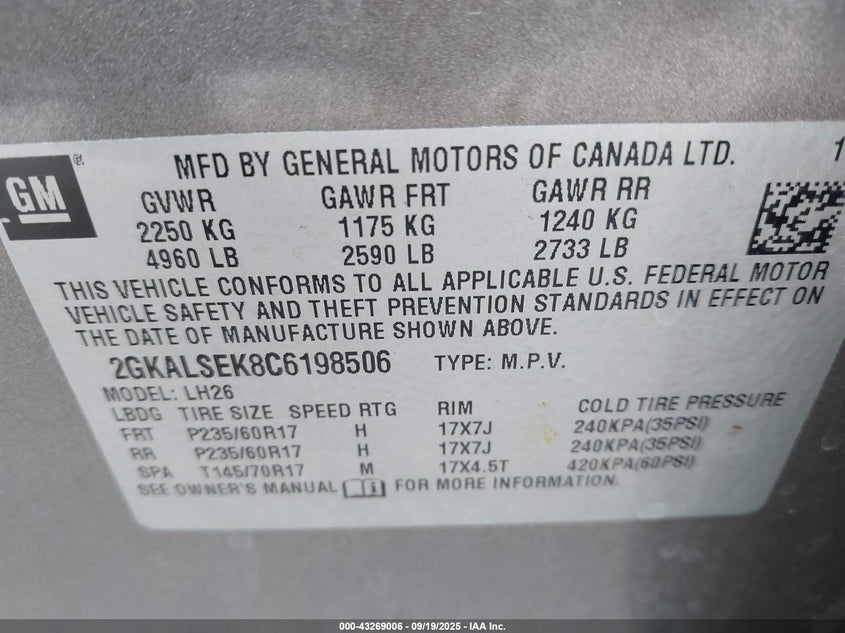 GM
MFD BY GENERAL MOTORS OF CANADA LTD.
1
GVWR GAWR FRT GAWR RR
2250 KG 1175 KG 1240 KG
4960 LB 2590 LB 2733 LB
THIS VEHICLE CONFORMS TO ALL APPLICABLE U.S. FEDERAL MOTOR
VEHICLE SAFETY AND THEFT PREVENTION STANDARDS IN EFFECT ON
THE DATE OF MANUFACTURE SHOWN ABOVE.
2GKALSEK8C6198506 TYPE: M.P.V.
MODEL: LH26
LBDG TIRE SIZE SPEED RTG RIM COLD TIRE PRESSURE
FRT P235/60R17 H 17X7J 240KPA(35PSI)
RR P235/60R17 H 17X7J 240KPA(35PSI)
SPA T145/70R17 M 17X4.5T 420KPA(60PSI)
SEE OWNER'S MANUAL FOR MORE INFORMATION.
000-43269006 - 09/19/2025 - IAA Inc.